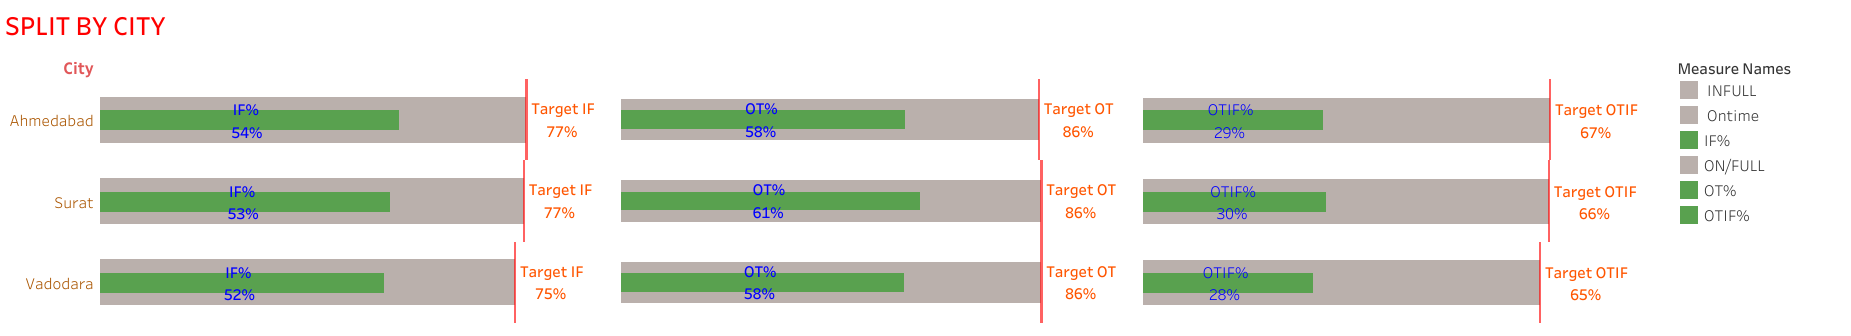 SPLIT BY CITY
City
Measure Names
INFULL
Ontime
IF%
ON/FULL
OT%
OTIF%
Ahmedabad
IF%
54%
Target IF
77%
OT%
58%
Target OT
86%
OTIF%
29%
Target OTIF
67%
Surat
IF%
53%
Target IF
77%
OT%
61%
Target OT
86%
OTIF%
30%
Target OTIF
66%
Vadodara
IF%
52%
Target IF
75%
OT%
58%
Target OT
86%
OTIF%
28%
Target OTIF
65%